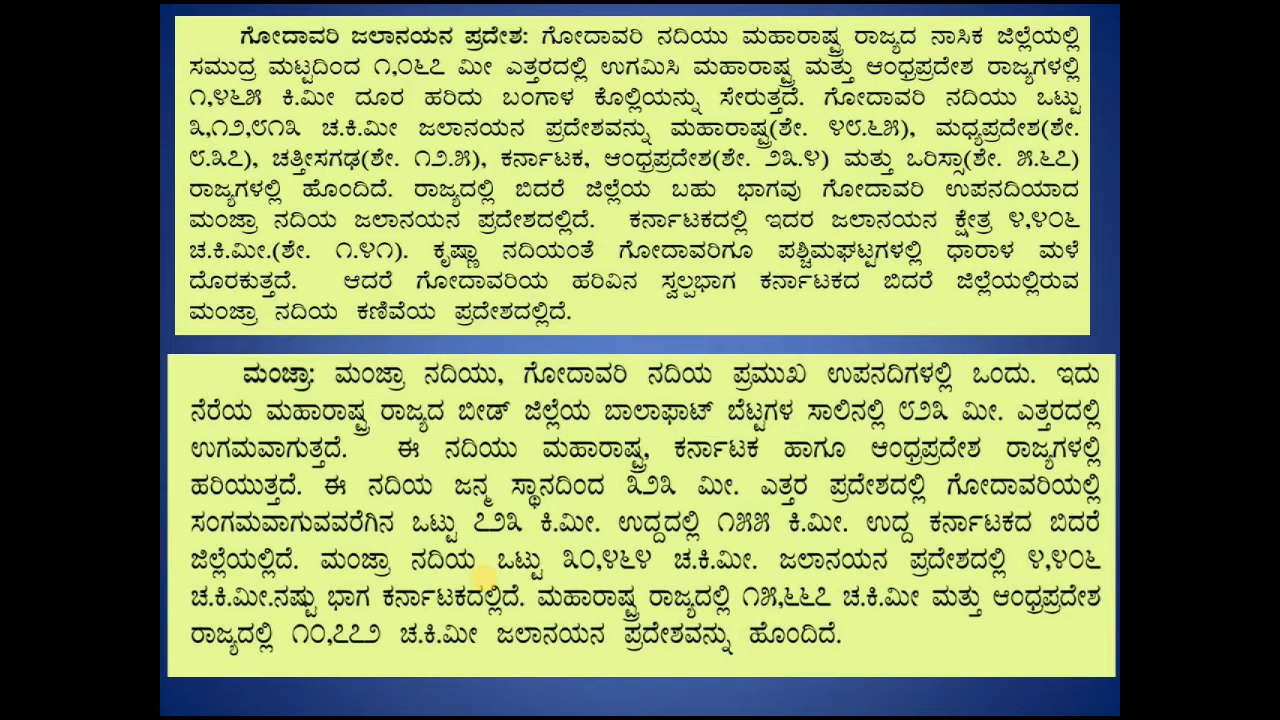 ಗೋದಾವರಿ ಜಲಾನಯನ ಪ್ರದೇಶ: ಗೋದಾವರಿ ನದಿಯು ಮಹಾರಾಷ್ಟ್ರ ರಾಜ್ಯದ ನಾಸಿಕ ಜಿಲ್ಲೆಯಲ್ಲಿ
ಸಮುದ್ರ ಮಟ್ಟದಿಂದ ೧,೦೬೭ ಮೀ ಎತ್ತರದಲ್ಲಿ ಉಗಮಿಸಿ ಮಹಾರಾಷ್ಟ್ರ ಮತ್ತು ಆಂಧ್ರಪ್ರದೇಶ ರಾಜ್ಯಗಳಲ್ಲಿ
೧,೪೬೫ ಕಿ.ಮೀ ದೂರ ಹರಿದು ಬಂಗಾಳ ಕೊಲ್ಲಿಯನ್ನು ಸೇರುತ್ತದೆ. ಗೋದಾವರಿ ನದಿಯು ಒಟ್ಟು
೩,೧೨,೮೧೩ ಚ.ಕಿ.ಮೀ ಜಲಾನಯನ ಪ್ರದೇಶವನ್ನು ಮಹಾರಾಷ್ಟ್ರ(ಶೇ. ೪೮.೬೫), ಮಧ್ಯಪ್ರದೇಶ(ಶೇ.
೮.೩೭), ಚತ್ತೀಸಗಢ(ಶೇ. ೧೨.೫), ಕರ್ನಾಟಕ, ಆಂಧ್ರಪ್ರದೇಶ(ಶೇ. ೨೩.೪) ಮತ್ತು ಒರಿಸ್ಸಾ(ಶೇ. ೫.೬೭)
ರಾಜ್ಯಗಳಲ್ಲಿ ಹೊಂದಿದೆ. ರಾಜ್ಯದಲ್ಲಿ ಬಿದರೆ ಜಿಲ್ಲೆಯ ಬಹು ಭಾಗವು ಗೋದಾವರಿ ಉಪನದಿಯಾದ
ಮಂಜ್ರಾ ನದಿಯ ಜಲಾನಯನ ಪ್ರದೇಶದಲ್ಲಿದೆ. ಕರ್ನಾಟಕದಲ್ಲಿ ಇದರ ಜಲಾನಯನ ಕ್ಷೇತ್ರ ೪,೪೦೬
ಚ.ಕಿ.ಮೀ.(ಶೇ. ೧.೪೧). ಕೃಷ್ಣಾ ನದಿಯಂತೆ ಗೋದಾವರಿಗೂ ಪಶ್ಚಿಮಘಟ್ಟಗಳಲ್ಲಿ ಧಾರಾಳ ಮಳೆ
ದೊರಕುತ್ತದೆ. ಆದರೆ ಗೋದಾವರಿಯ ಹರಿವಿನ ಸ್ವಲ್ಪಭಾಗ ಕರ್ನಾಟಕದ ಬಿದರೆ ಜಿಲ್ಲೆಯಲ್ಲಿರುವ
ಮಂಜ್ರಾ ನದಿಯ ಕಣಿವೆಯ ಪ್ರದೇಶದಲ್ಲಿದೆ.
ಮಂಜ್ರಾ: ಮಂಜ್ರಾ ನದಿಯು, ಗೋದಾವರಿ ನದಿಯ ಪ್ರಮುಖ ಉಪನದಿಗಳಲ್ಲಿ ಒಂದು. ಇದು
ನೆರೆಯ ಮಹಾರಾಷ್ಟ್ರ ರಾಜ್ಯದ ಬೀಡ್ ಜಿಲ್ಲೆಯ ಬಾಲಾಘಾಟ್ ಬೆಟ್ಟಗಳ ಸಾಲಿನಲ್ಲಿ ೮೨೩ ಮೀ. ಎತ್ತರದಲ್ಲಿ
ಉಗಮವಾಗುತ್ತದೆ. ಈ ನದಿಯು ಮಹಾರಾಷ್ಟ್ರ, ಕರ್ನಾಟಕ ಹಾಗೂ ಆಂಧ್ರಪ್ರದೇಶ ರಾಜ್ಯಗಳಲ್ಲಿ
ಹರಿಯುತ್ತದೆ. ಈ ನದಿಯ ಜನ್ಮ ಸ್ಥಾನದಿಂದ ೩೨೩ ಮೀ. ಎತ್ತರ ಪ್ರದೇಶದಲ್ಲಿ ಗೋದಾವರಿಯಲ್ಲಿ
ಸಂಗಮವಾಗುವವರೆಗಿನ ಒಟ್ಟು ೭೨೩ ಕಿ.ಮೀ. ಉದ್ದದಲ್ಲಿ ೧೫೫ ಕಿ.ಮೀ. ಉದ್ದ ಕರ್ನಾಟಕದ ಬಿದರೆ
ಜಿಲ್ಲೆಯಲ್ಲಿದೆ. ಮಂಜ್ರಾ ನದಿಯ ಒಟ್ಟು ೩೦,೪೬೪ ಚ.ಕಿ.ಮೀ. ಜಲಾನಯನ ಪ್ರದೇಶದಲ್ಲಿ ೪,೪೦೬
ಚ.ಕಿ.ಮೀ.ನಷ್ಟು ಭಾಗ ಕರ್ನಾಟಕದಲ್ಲಿದೆ. ಮಹಾರಾಷ್ಟ್ರ ರಾಜ್ಯದಲ್ಲಿ ೧೫,೬೬೭ ಚ.ಕಿ.ಮೀ ಮತ್ತು ಆಂಧ್ರಪ್ರದೇಶ
ರಾಜ್ಯದಲ್ಲಿ ೧೦,೭೭೨ ಚ.ಕಿ.ಮೀ ಜಲಾನಯನ ಪ್ರದೇಶವನ್ನು ಹೊಂದಿದೆ.